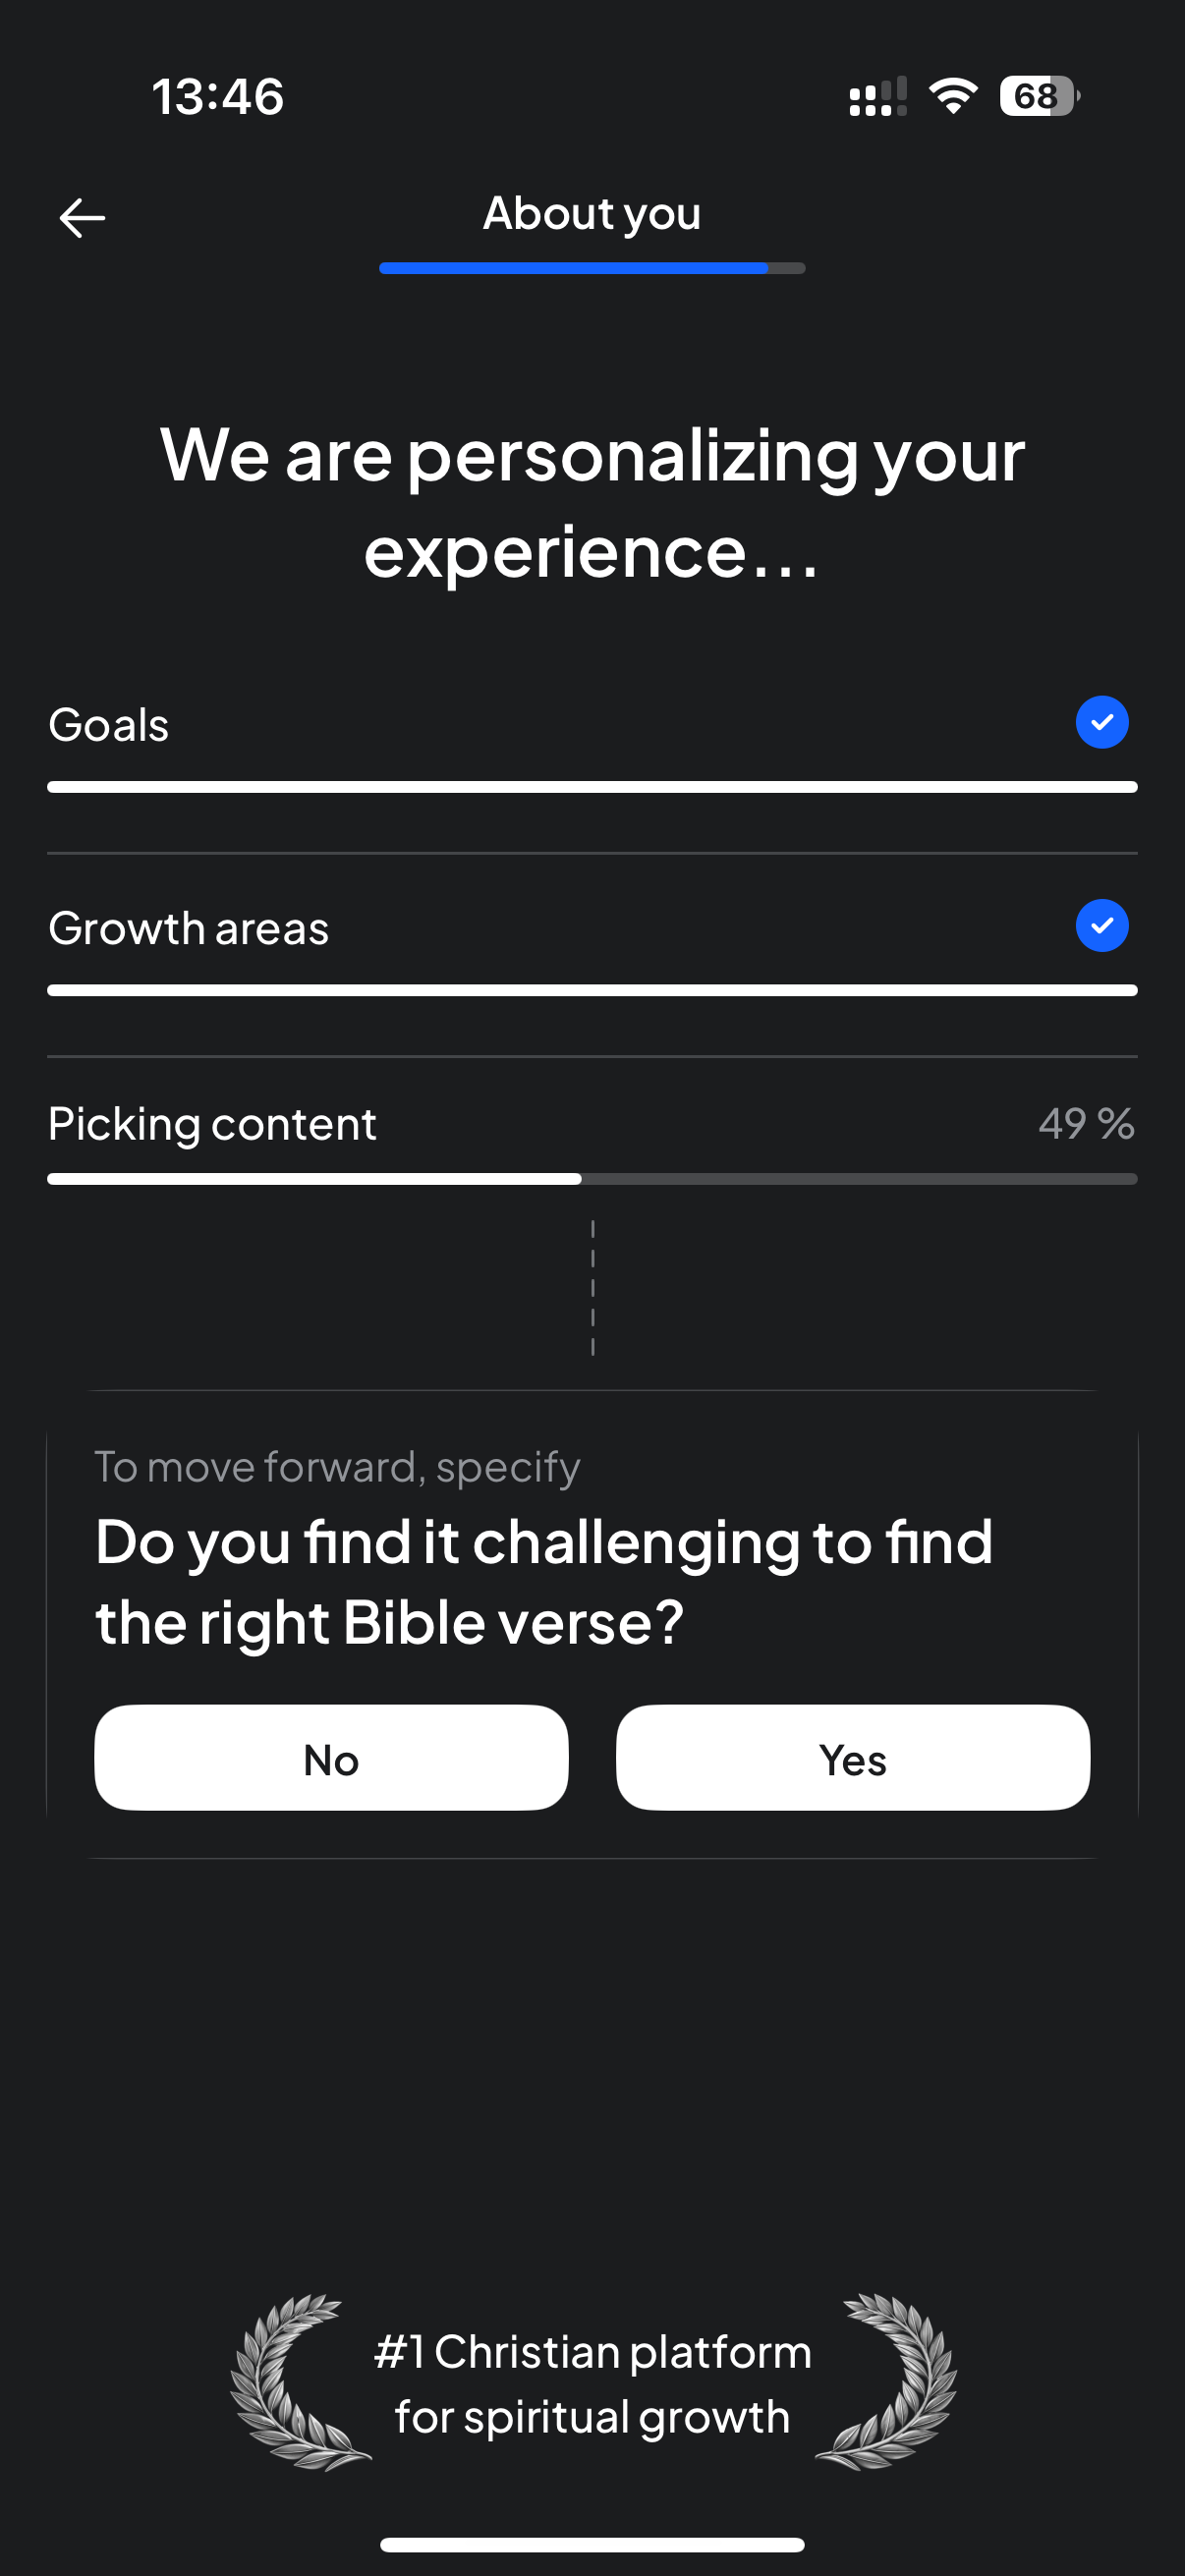 13:46
68
About you
We are personalizing your
experience...
Goals
Growth areas
Picking content
49 %
To move forward, specify
Do you find it challenging to find
the right Bible verse?
No
Yes
#1 Christian platform
for spiritual growth